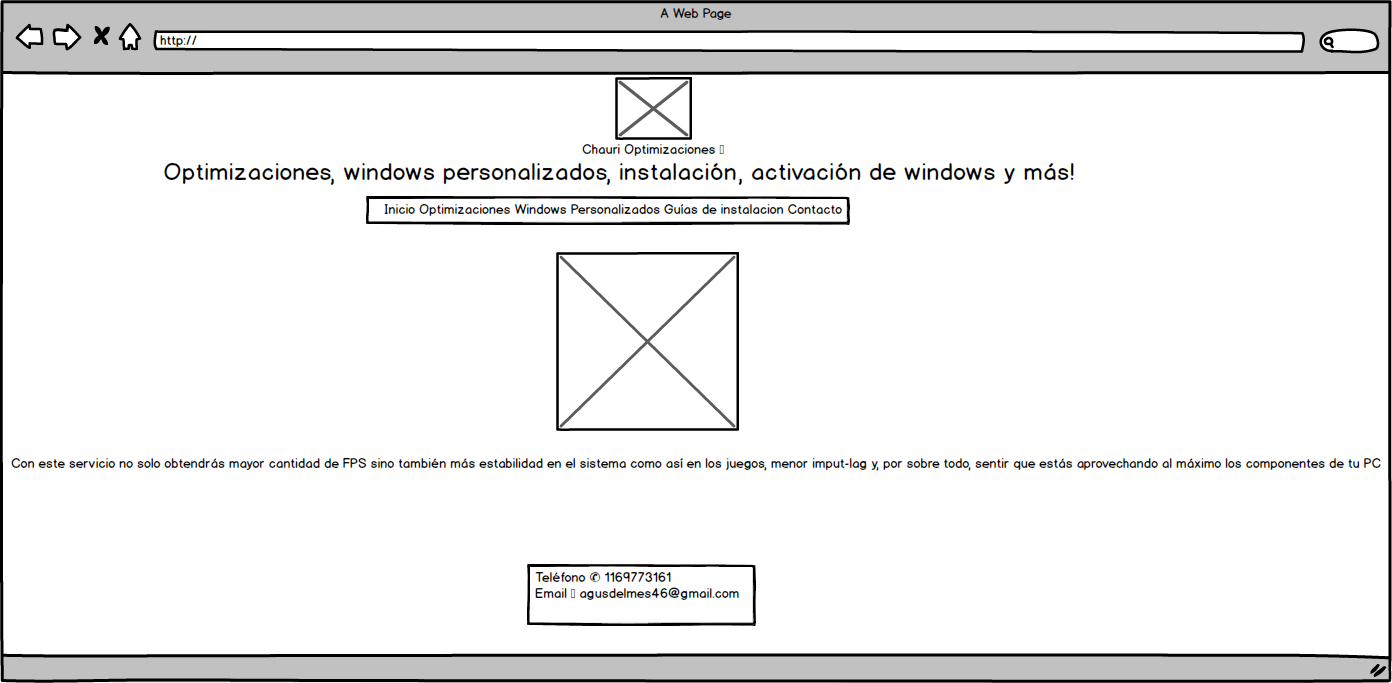 A Web Page
http://
Chauri Optimizaciones
Optimizaciones, windows personalizados, instalación, activación de windows y más!
Inicio Optimizaciones Windows Personalizados Guías de instalacion Contacto
Con este servicio no solo obtendrás mayor cantidad de FPS sino también más estabilidad en el sistema como así en los juegos, menor imput-lag y, por sobre todo, sentir que estás aprovechando al máximo los componentes de tu PC
Teléfono ✆ 1169773161
Email agusdelmes46@gmail.com